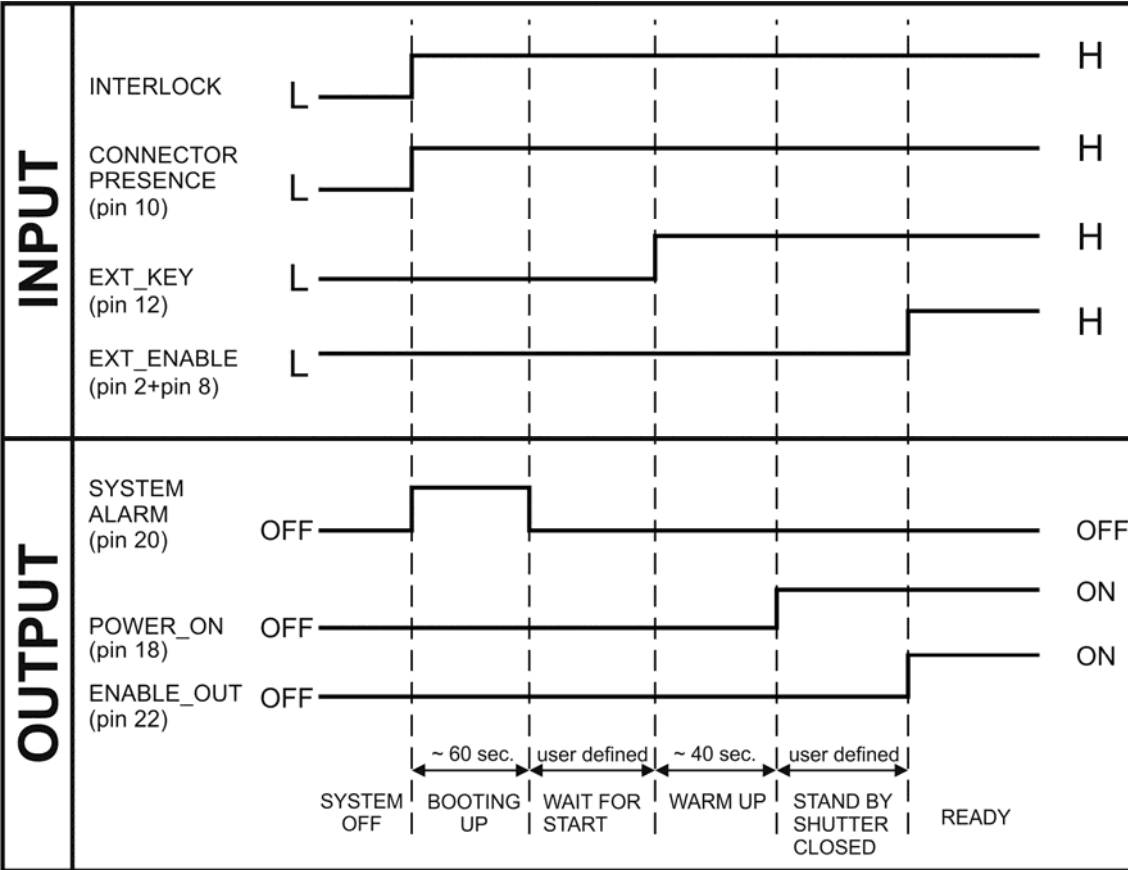 INPUT
INTERLOCK
L
H
CONNECTOR
PRESENCE
(pin 10)
L
H
EXT_KEY
(pin 12)
L
H
EXT_ENABLE
(pin 2+pin 8)
L
H
OUTPUT
SYSTEM
ALARM
(pin 20)
OFF
OFF
POWER_ON
(pin 18)
OFF
ON
ENABLE_OUT
(pin 22)
OFF
ON
~ 60 sec.
user defined
~ 40 sec.
user defined
SYSTEM
OFF
BOOTING
UP
WAIT FOR
START
WARM UP
STAND BY
SHUTTER
CLOSED
READY